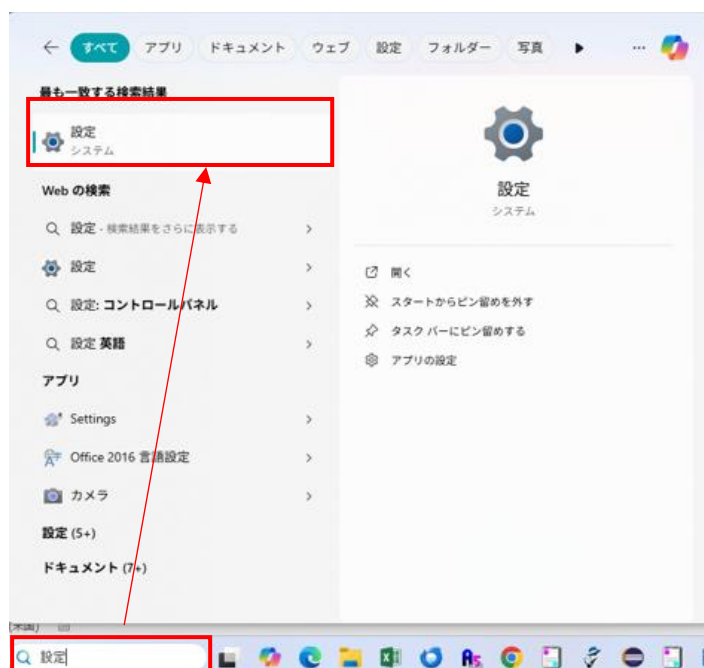 すべて アプリ ドキュメント ウェブ 設定 フォルダー 写真
最も一致する検索結果
設定
システム
Web の検索
設定 - 検索結果をさらに表示する
設定
設定: コントロールパネル
設定 英語
アプリ
Settings
Office 2016 言語設定
カメラ
設定 (5+)
ドキュメント (7+)
設定
システム
開く
スタートからピン留めを外す
タスク バーにピン留めする
アプリの設定
設定